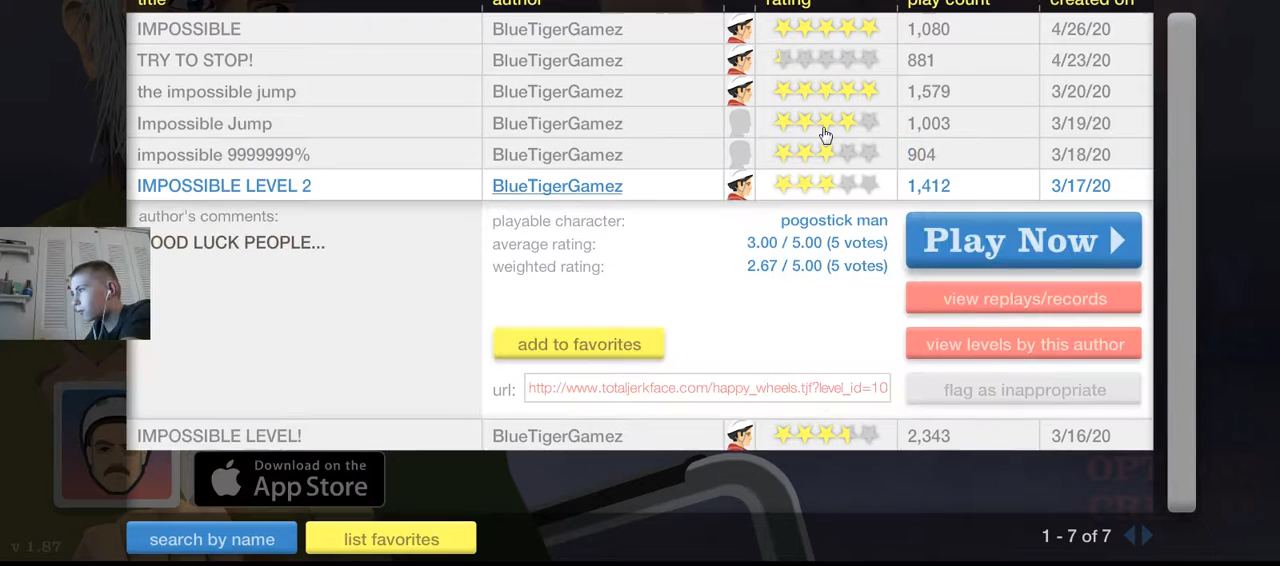 title author rating play count created on
IMPOSSIBLE BlueTigerGamez 1,080 4/26/20
TRY TO STOP! BlueTigerGamez 881 4/23/20
the impossible jump BlueTigerGamez 1,579 3/20/20
Impossible Jump BlueTigerGamez 1,003 3/19/20
impossible 9999999% BlueTigerGamez 904 3/18/20
IMPOSSIBLE LEVEL 2 BlueTigerGamez 1,412 3/17/20
author's comments:
OOD LUCK PEOPLE...
playable character: pogostick man
average rating: 3.00 / 5.00 (5 votes)
weighted rating: 2.67 / 5.00 (5 votes)
Play Now
view replays/records
add to favorites
view levels by this author
url: http://www.totaljerkface.com/happy_wheels.tjf?level_id=10
flag as inappropriate
IMPOSSIBLE LEVEL! BlueTigerGamez 2,343 3/16/20
Download on the
App Store
search by name
list favorites
1 - 7 of 7
v 1.87